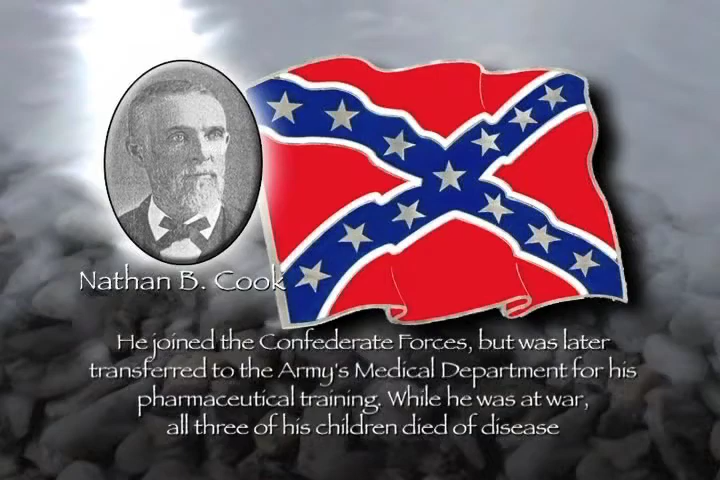 Nathan B. Cook
He joined the Confederate Forces, but was later
transferred to the Army's Medical Department for his
pharmaceutical training. While he was at war,
all three of his children died of disease